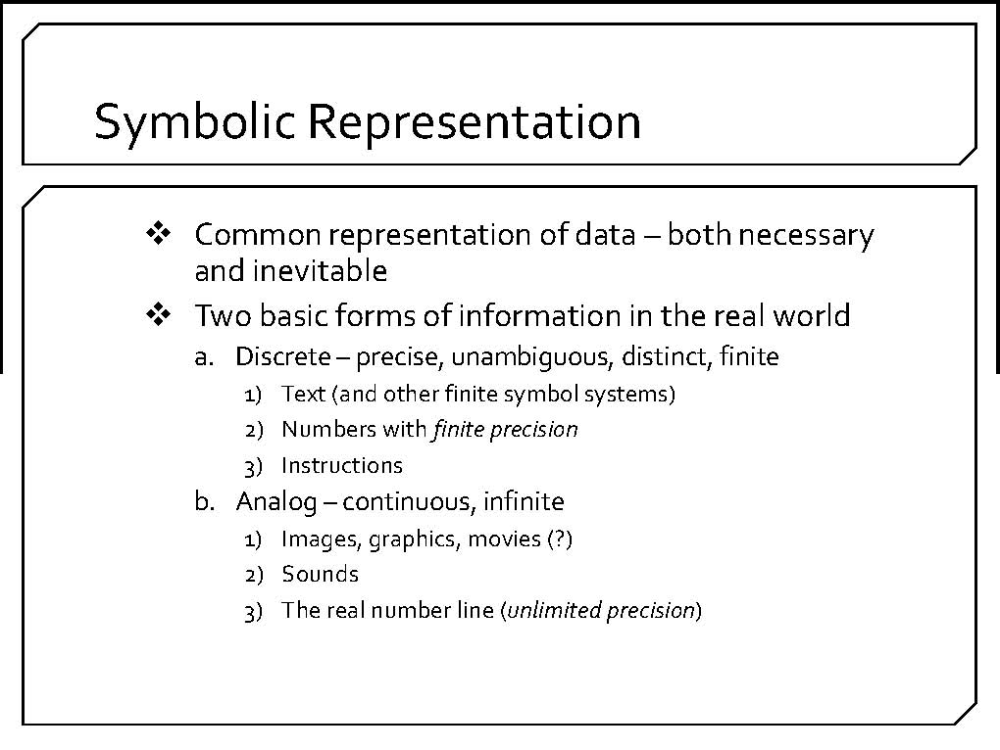 Symbolic Representation
❖ Common representation of data – both necessary
and inevitable
❖ Two basic forms of information in the real world
a. Discrete – precise, unambiguous, distinct, finite
1) Text (and other finite symbol systems)
2) Numbers with finite precision
3) Instructions
b. Analog – continuous, infinite
1) Images, graphics, movies (?)
2) Sounds
3) The real number line (unlimited precision)